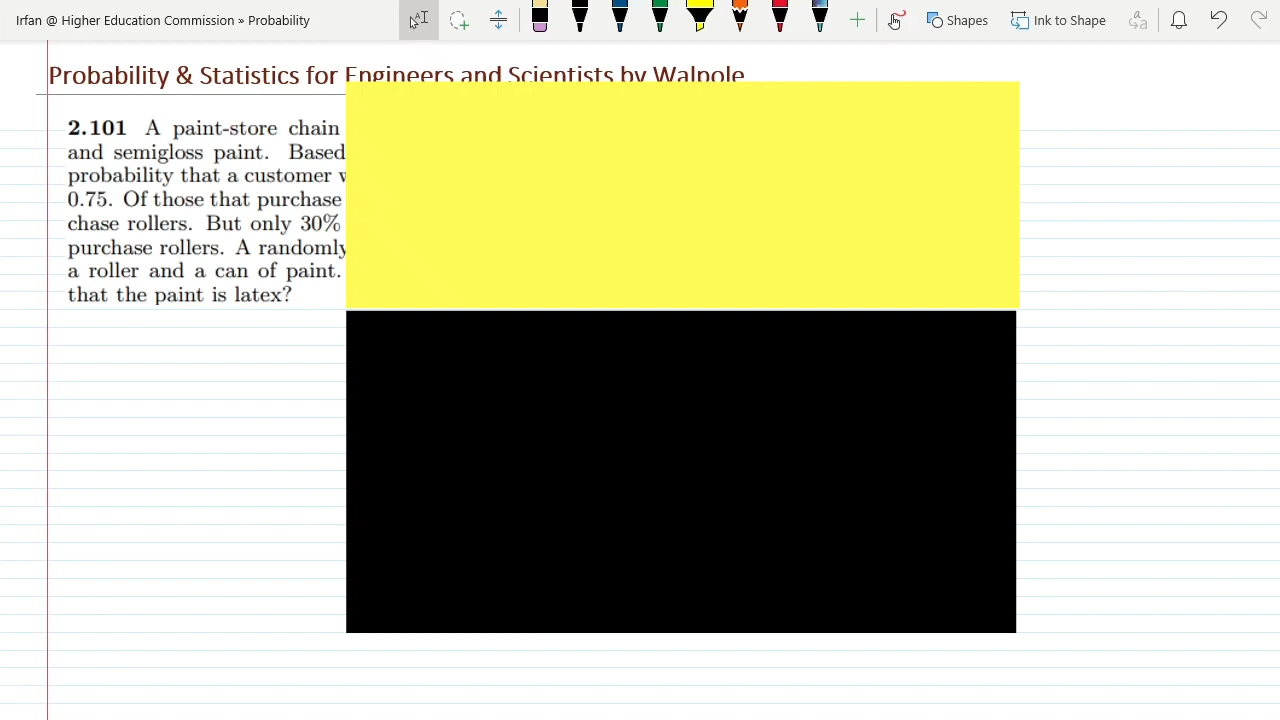 Irfan @ Higher Education Commission » Probability
Shapes
Ink to Shape
Probability & Statistics for Engineers and Scientists by Walpole
2.101 A paint-store chain
and semigloss paint. Based
probability that a customer
0.75. Of those that purchase
chase rollers. But only 30%
purchase rollers. A randomly
a roller and a can of paint.
that the paint is latex?